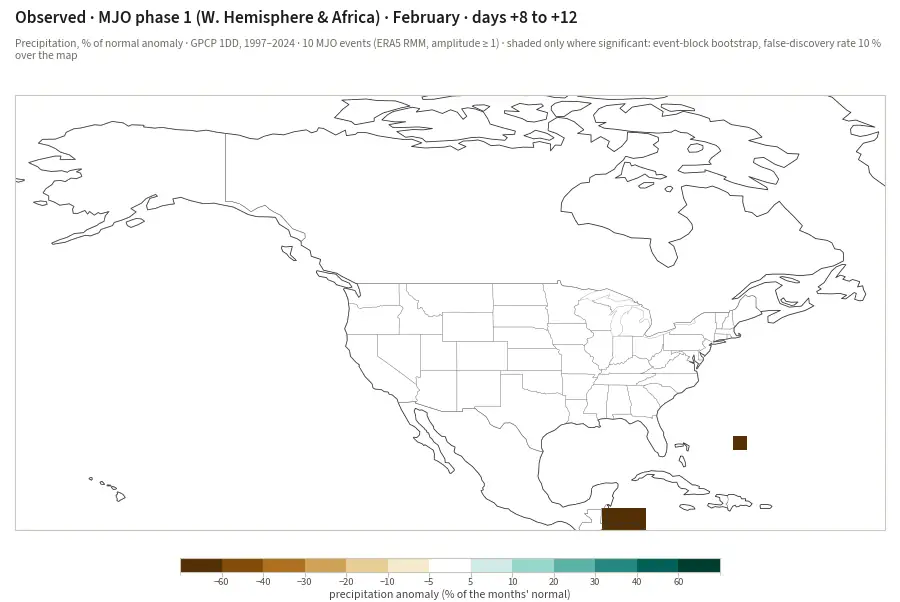 Observed · MJO phase 1 (W. Hemisphere & Africa) · February · days +8 to +12
Precipitation, % of normal anomaly · GPCP 1DD, 1997–2024 · 10 MJO events (ERA5 RMM, amplitude ≥ 1) · shaded only where significant: event-block bootstrap, false-discovery rate 10 %
over the map
−60 −40 −30 −20 −10 −5 5 10 20 30 40 60
precipitation anomaly (% of the months' normal)